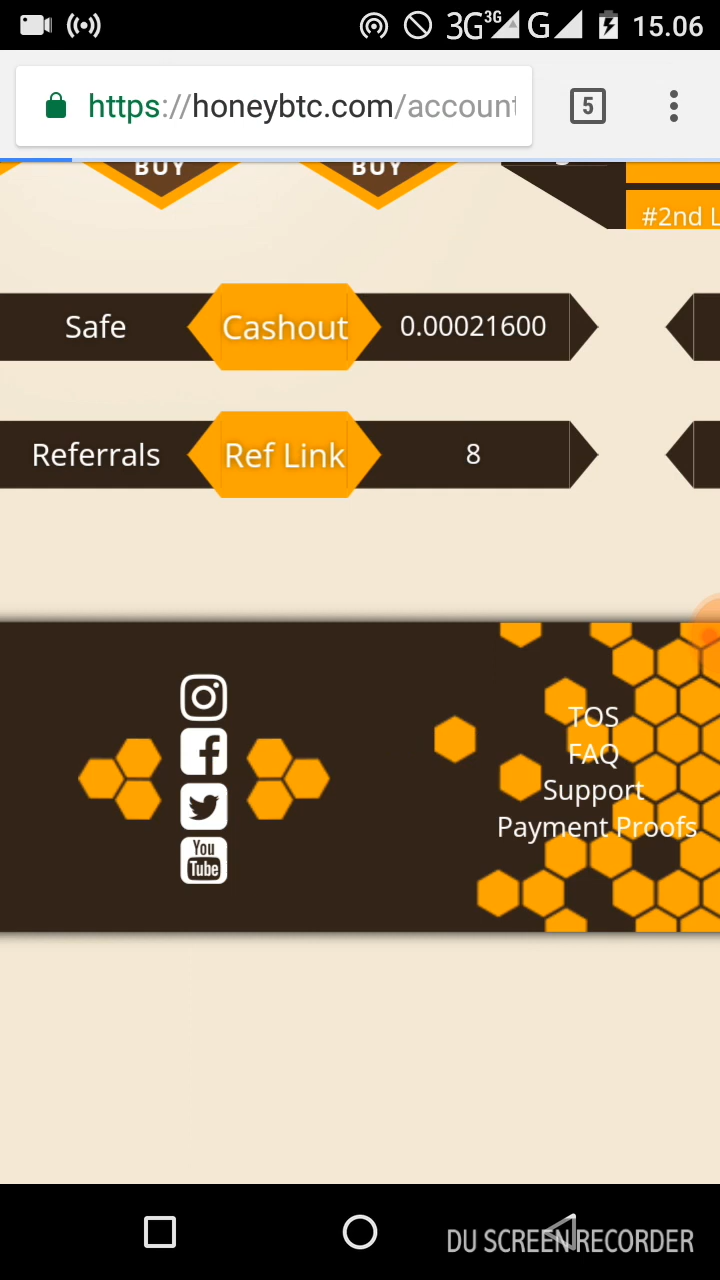 3G 3G G 15.06
https://honeybtc.com/account
5
BUY BUY
#2nd L
Safe Cashout 0.00021600
Referrals Ref Link 8
TOS
FAQ
Support
Payment Proofs
You
Tube
DU SCREEN RECORDER